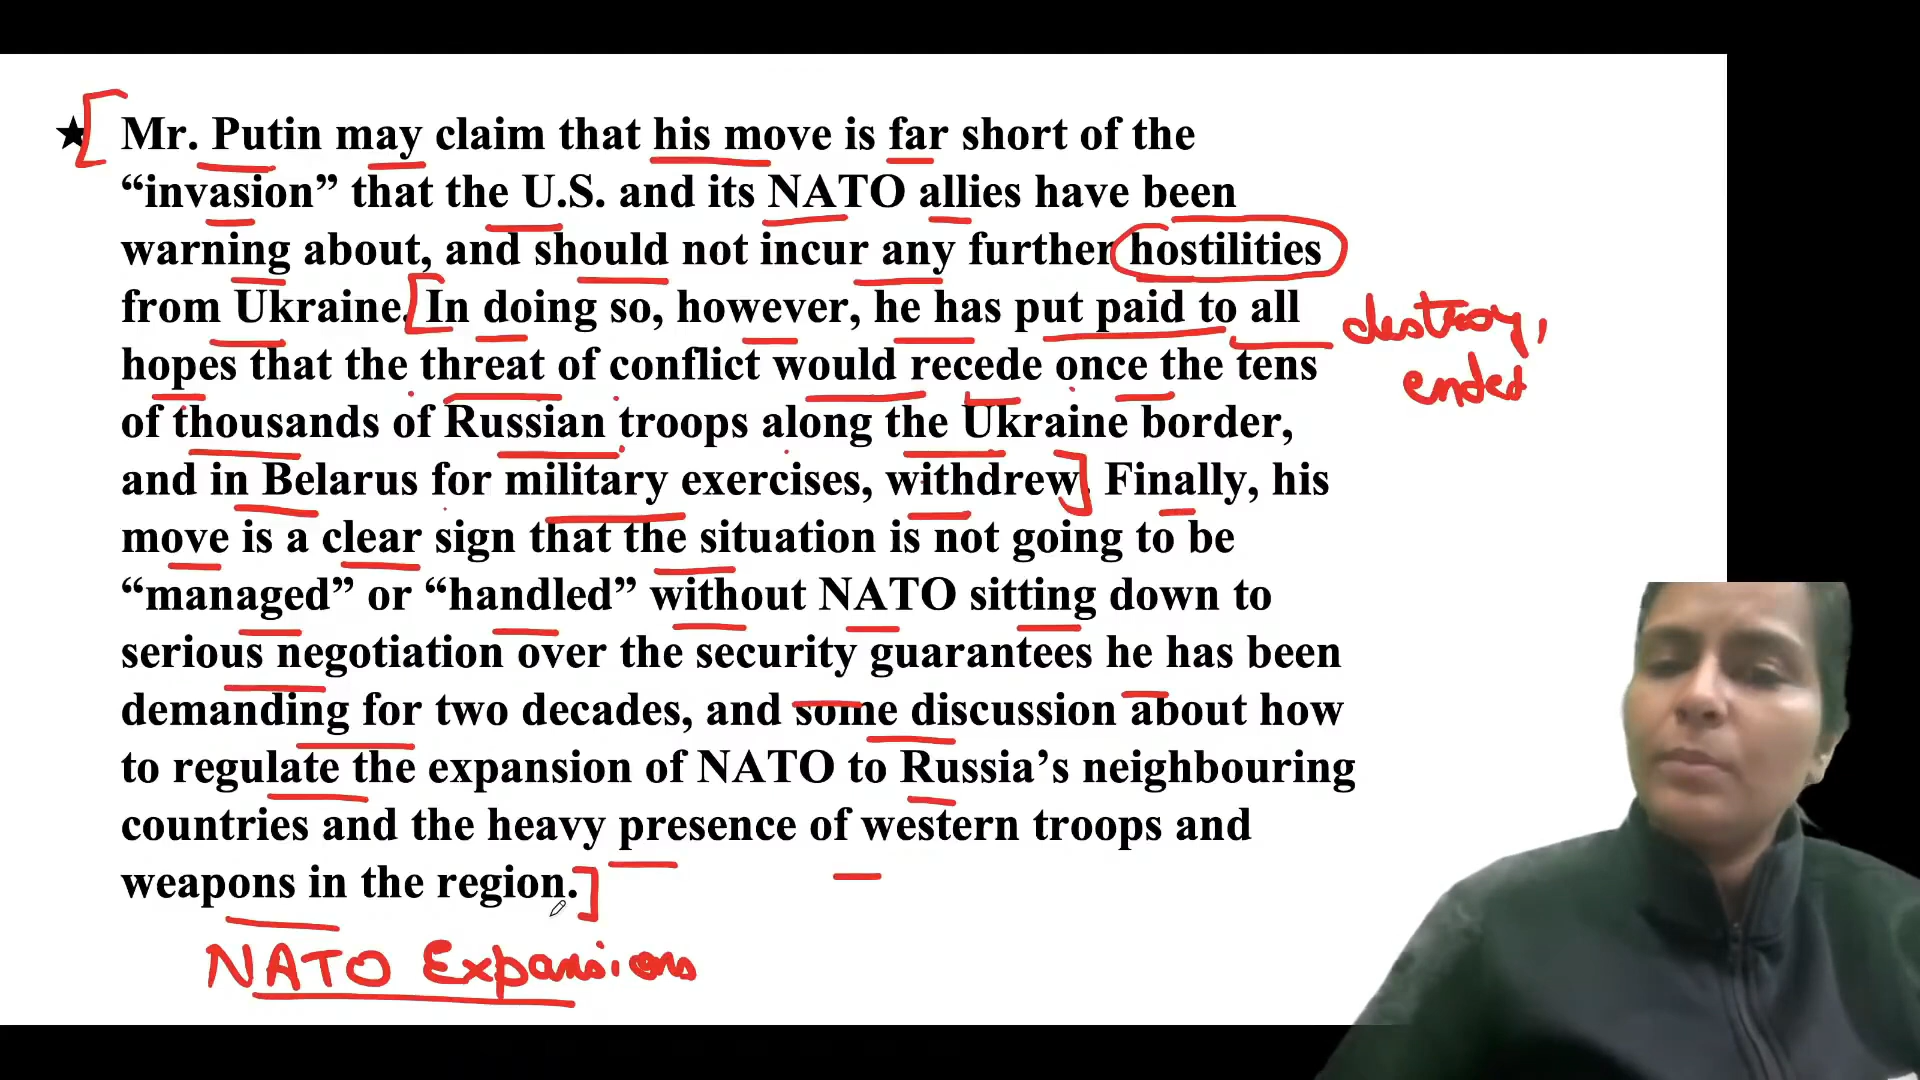 ★ Mr. Putin may claim that his move is far short of the
“invasion” that the U.S. and its NATO allies have been
warning about, and should not incur any further hostilities
from Ukraine. In doing so, however, he has put paid to all
hopes that the threat of conflict would recede once the tens
of thousands of Russian troops along the Ukraine border,
and in Belarus for military exercises, withdrew. Finally, his
move is a clear sign that the situation is not going to be
“managed” or “handled” without NATO sitting down to
serious negotiation over the security guarantees he has been
demanding for two decades, and some discussion about how
to regulate the expansion of NATO to Russia’s neighbouring
countries and the heavy presence of western troops and
weapons in the region.
destroy,
ended
NATO Expansions